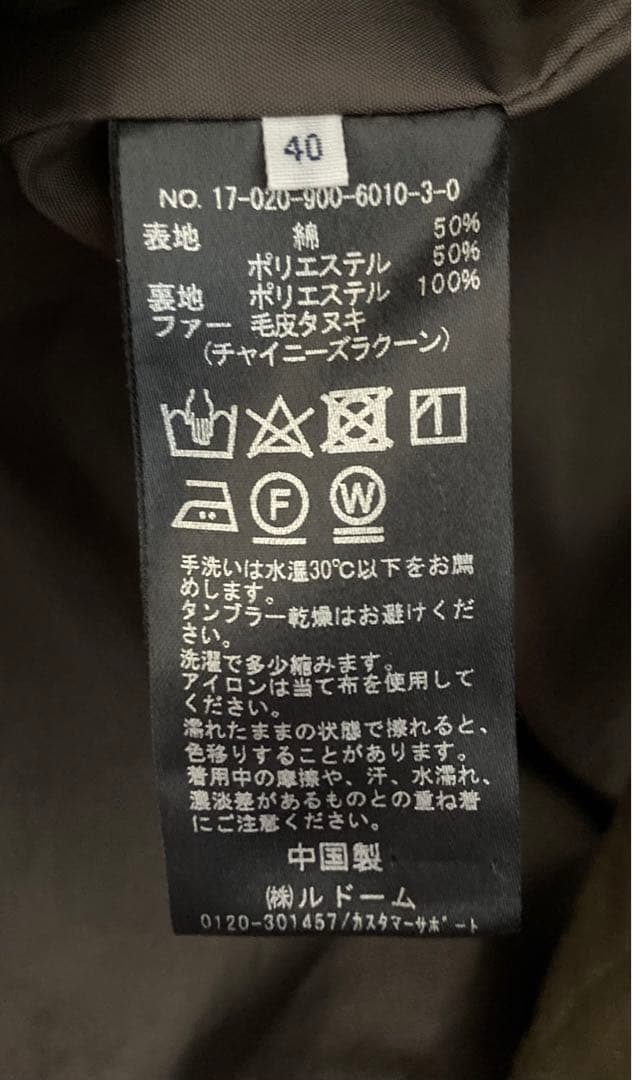 40
NO. 17-020-900-6010-3-0
表地 綿 50%
ポリエステル 50%
裏地 ポリエステル 100%
ファー 毛皮タヌキ
(チャイニーズラクーン)
F W
手洗いは水温30℃以下をお薦
めします。
タンブラー乾燥はお避けくだ
さい。
洗濯で多少縮みます。
アイロンは当て布を使用して
ください。
濡れたままの状態で擦れると、
色移りすることがあります。
着用中の摩擦や、汗、水濡れ、
濃淡差があるものとの重ね着
にご注意ください。
中国製
㈱ルドーム
0120-301457/カスタマーサポート